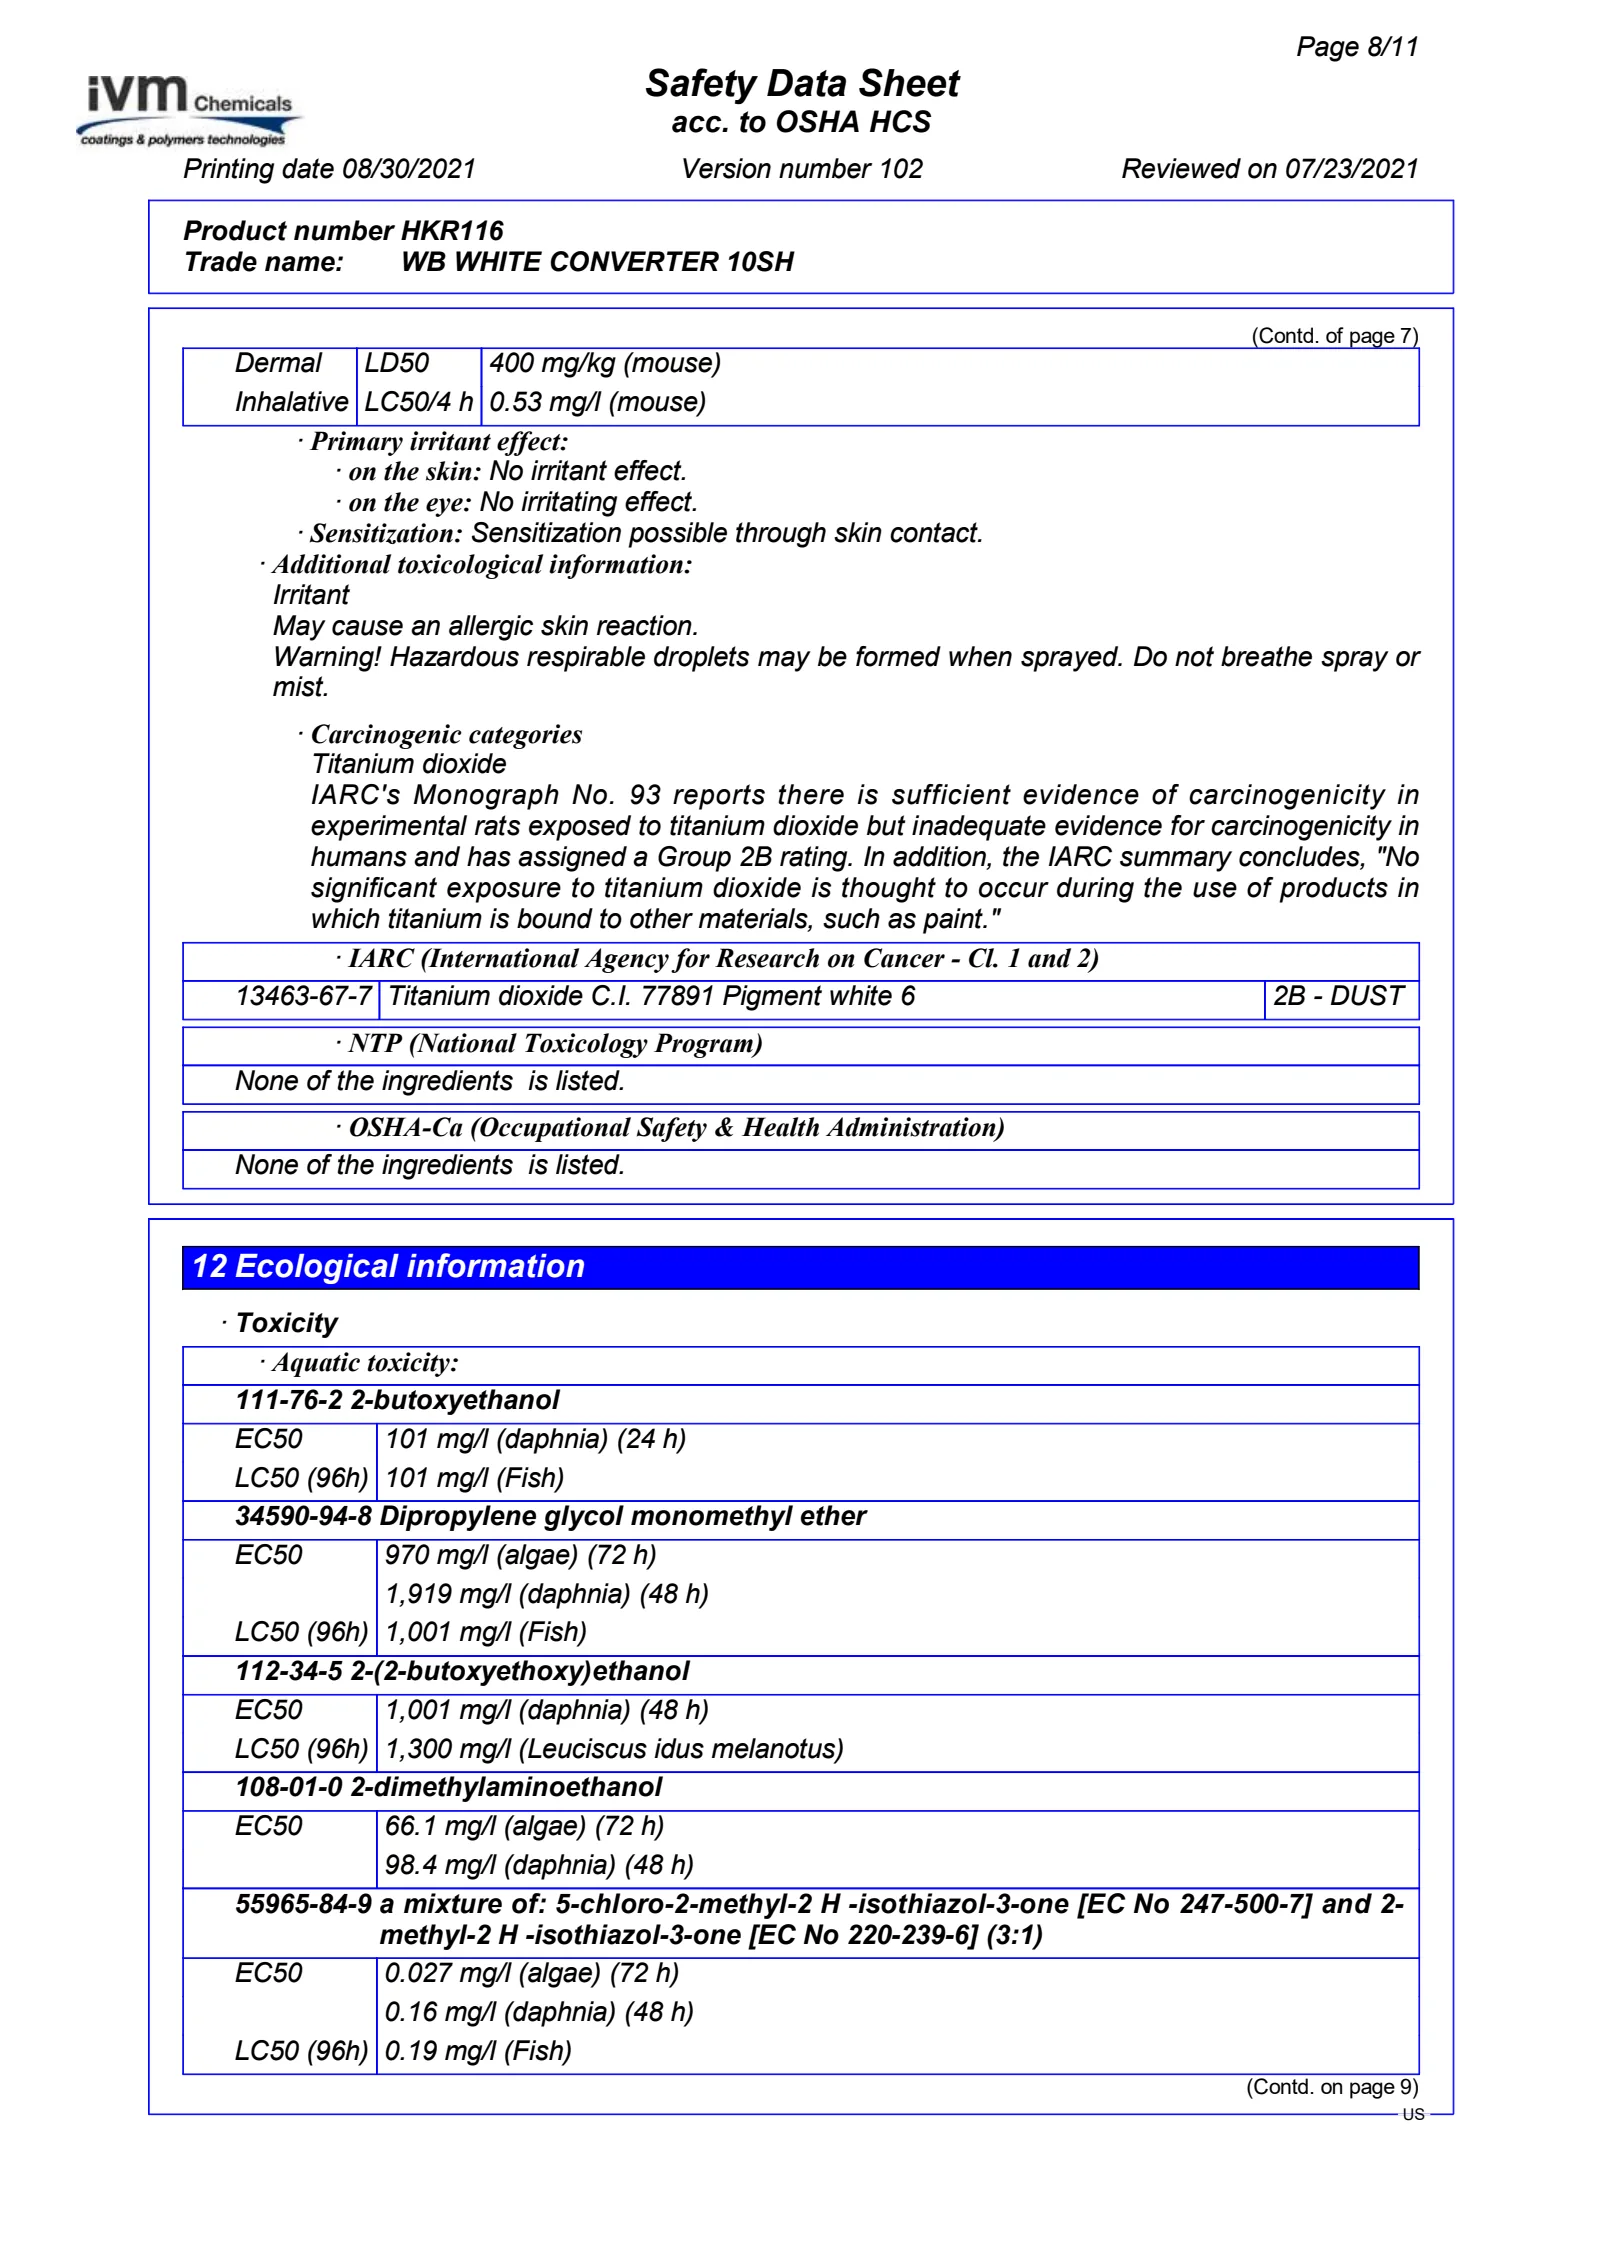 Page 8/11
ivm Chemicals
coatings & polymers technologies
Safety Data Sheet
acc. to OSHA HCS
Printing date 08/30/2021 Version number 102 Reviewed on 07/23/2021
Product number HKR116
Trade name: WB WHITE CONVERTER 10SH
(Contd. of page 7)
Dermal LD50 400 mg/kg (mouse)
Inhalative LC50/4 h 0.53 mg/l (mouse)
· Primary irritant effect:
· on the skin: No irritant effect.
· on the eye: No irritating effect.
· Sensitization: Sensitization possible through skin contact.
· Additional toxicological information:
Irritant
May cause an allergic skin reaction.
Warning! Hazardous respirable droplets may be formed when sprayed. Do not breathe spray or
mist.
· Carcinogenic categories
Titanium dioxide
IARC's Monograph No. 93 reports there is sufficient evidence of carcinogenicity in
experimental rats exposed to titanium dioxide but inadequate evidence for carcinogenicity in
humans and has assigned a Group 2B rating. In addition, the IARC summary concludes, "No
significant exposure to titanium dioxide is thought to occur during the use of products in
which titanium is bound to other materials, such as paint."
· IARC (International Agency for Research on Cancer - Cl. 1 and 2)
13463-67-7 Titanium dioxide C.I. 77891 Pigment white 6 2B - DUST
· NTP (National Toxicology Program)
None of the ingredients is listed.
· OSHA-Ca (Occupational Safety & Health Administration)
None of the ingredients is listed.
12 Ecological information
· Toxicity
· Aquatic toxicity:
111-76-2 2-butoxyethanol
EC50 101 mg/l (daphnia) (24 h)
LC50 (96h) 101 mg/l (Fish)
34590-94-8 Dipropylene glycol monomethyl ether
EC50 970 mg/l (algae) (72 h)
1,919 mg/l (daphnia) (48 h)
LC50 (96h) 1,001 mg/l (Fish)
112-34-5 2-(2-butoxyethoxy)ethanol
EC50 1,001 mg/l (daphnia) (48 h)
LC50 (96h) 1,300 mg/l (Leuciscus idus melanotus)
108-01-0 2-dimethylaminoethanol
EC50 66.1 mg/l (algae) (72 h)
98.4 mg/l (daphnia) (48 h)
55965-84-9 a mixture of: 5-chloro-2-methyl-2 H -isothiazol-3-one [EC No 247-500-7] and 2-
methyl-2 H -isothiazol-3-one [EC No 220-239-6] (3:1)
EC50 0.027 mg/l (algae) (72 h)
0.16 mg/l (daphnia) (48 h)
LC50 (96h) 0.19 mg/l (Fish)
(Contd. on page 9)
US